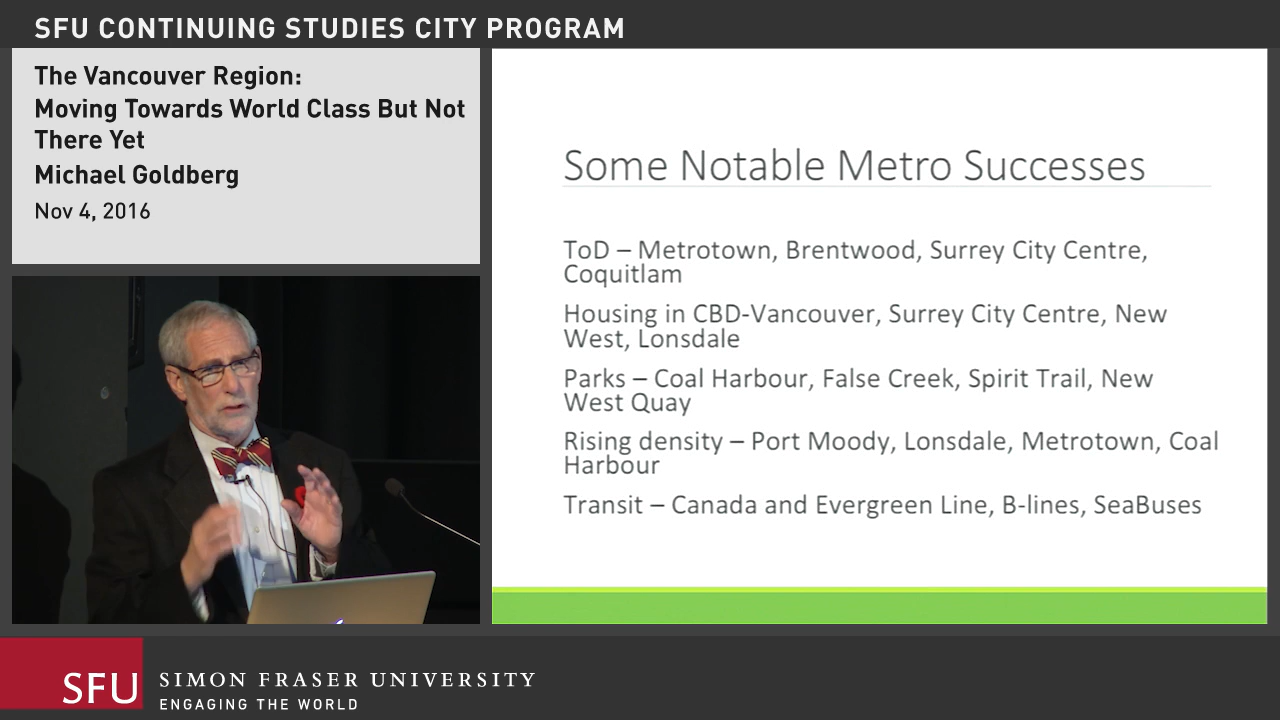 SFU CONTINUING STUDIES CITY PROGRAM
The Vancouver Region:
Moving Towards World Class But Not
There Yet
Michael Goldberg
Nov 4, 2016
Some Notable Metro Successes
ToD – Metrotown, Brentwood, Surrey City Centre,
Coquitlam
Housing in CBD-Vancouver, Surrey City Centre, New
West, Lonsdale
Parks – Coal Harbour, False Creek, Spirit Trail, New
West Quay
Rising density – Port Moody, Lonsdale, Metrotown, Coal
Harbour
Transit – Canada and Evergreen Line, B-lines, SeaBuses
SFU
SIMON FRASER UNIVERSITY
ENGAGING THE WORLD